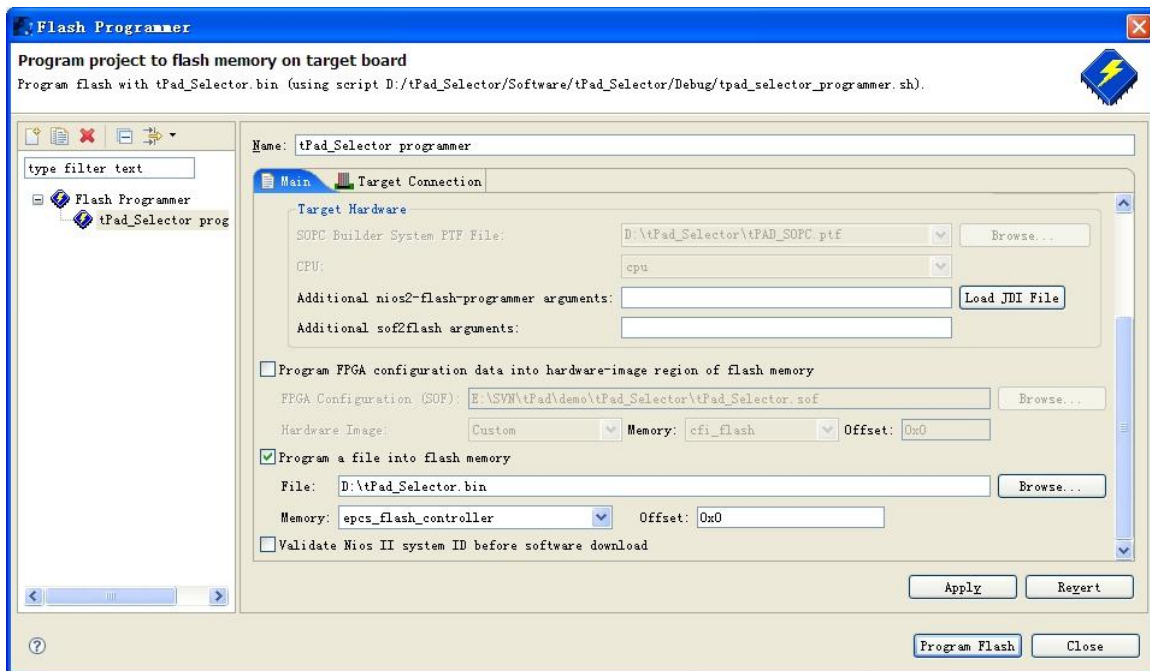 Flash Programmer
Program project to flash memory on target board
Program flash with tPad_Selector.bin (using script D:/tPad_Selector/Software/tPad_Selector/Debug/tpad_selector_programmer.sh).
type filter text
Flash Programmer
tPad_Selector prog
Name: tPad_Selector programmer
Main Target Connection
Target Hardware
SOPC Builder System PTF File: D:\tPad_Selector\tPAD_SOPC.ptf Browse...
CPU: cpu
Additional nios2-flash-programmer arguments: Load JDI File
Additional sof2flash arguments:
Program FPGA configuration data into hardware-image region of flash memory
FPGA Configuration (SOF): E:\SVN\tPad\demo\tPad_Selector\tPad_Selector.sof Browse...
Hardware Image: Custom Memory: cfi_flash Offset: 0x0
Program a file into flash memory
File: D:\tPad_Selector.bin Browse...
Memory: epcs_flash_controller Offset: 0x0
Validate Nios II system ID before software download
Apply Revert
? Program Flash Close